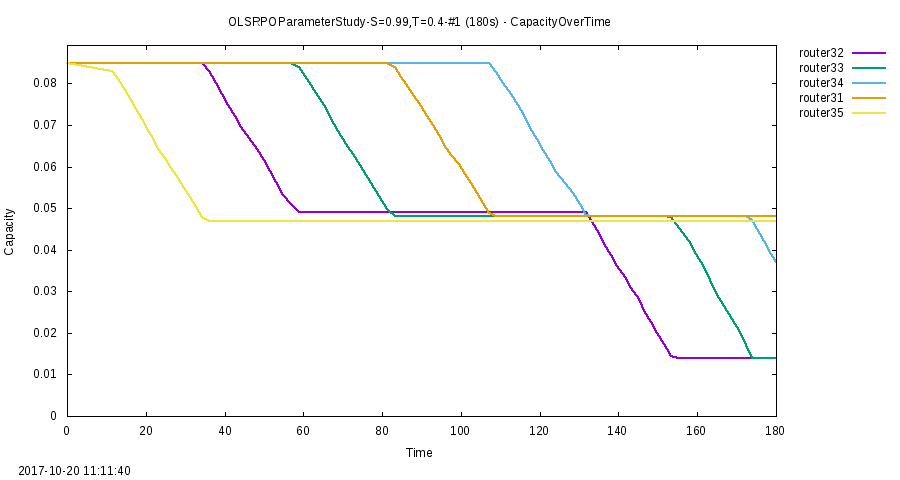 OLSRPOParameterStudy-S=0.99,T=0.4-#1 (180s) - CapacityOverTime
router32
router33
router34
router31
router35
0.08
0.07
0.06
0.05
0.04
0.03
0.02
0.01
0
Capacity
0 20 40 60 80 100 120 140 160 180
Time
2017-10-20 11:11:40